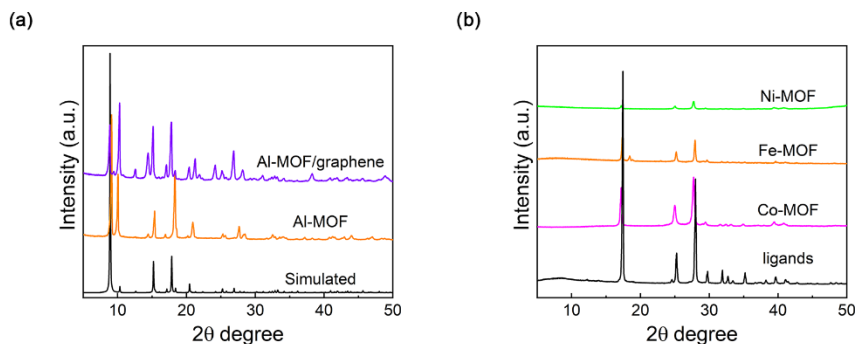 (a)
Intensity (a.u.)
Al-MOF/graphene
Al-MOF
Simulated
10 20 30 40 50
2θ degree
(b)
Intensity (a.u.)
Ni-MOF
Fe-MOF
Co-MOF
ligands
10 20 30 40 50
2θ degree